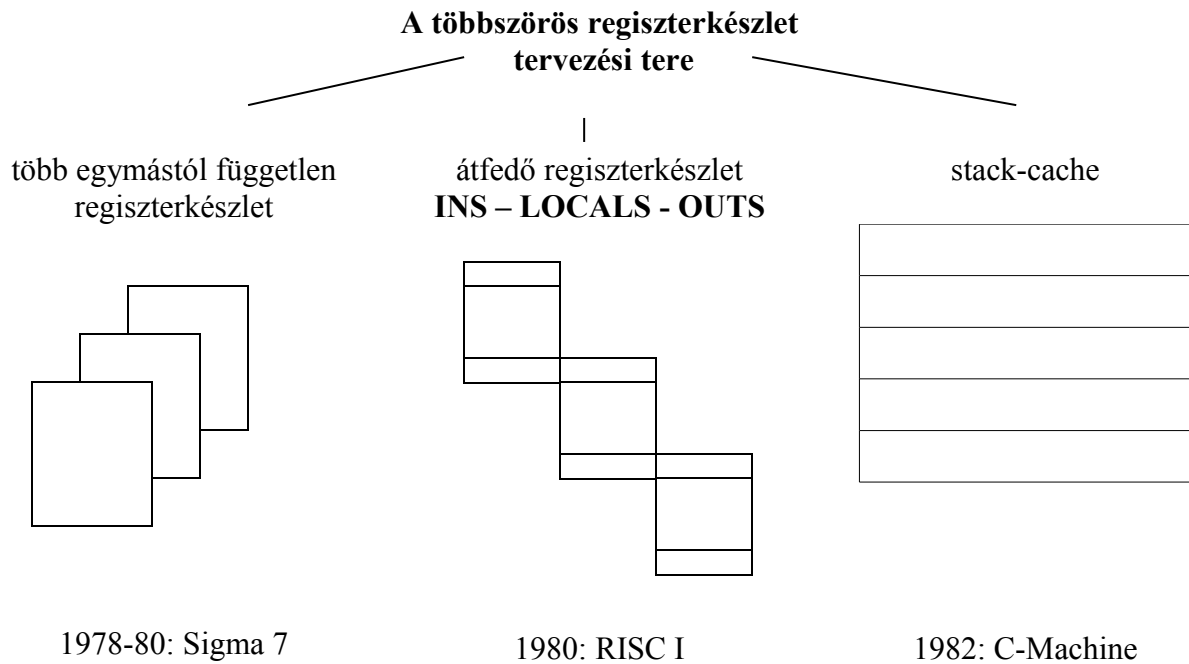 A többszörös regiszterkészlet
tervezési tere
több egymástól független
regiszterkészlet
átfedő regiszterkészlet
INS – LOCALS - OUTS
stack-cache
1978-80: Sigma 7
1980: RISC I
1982: C-Machine